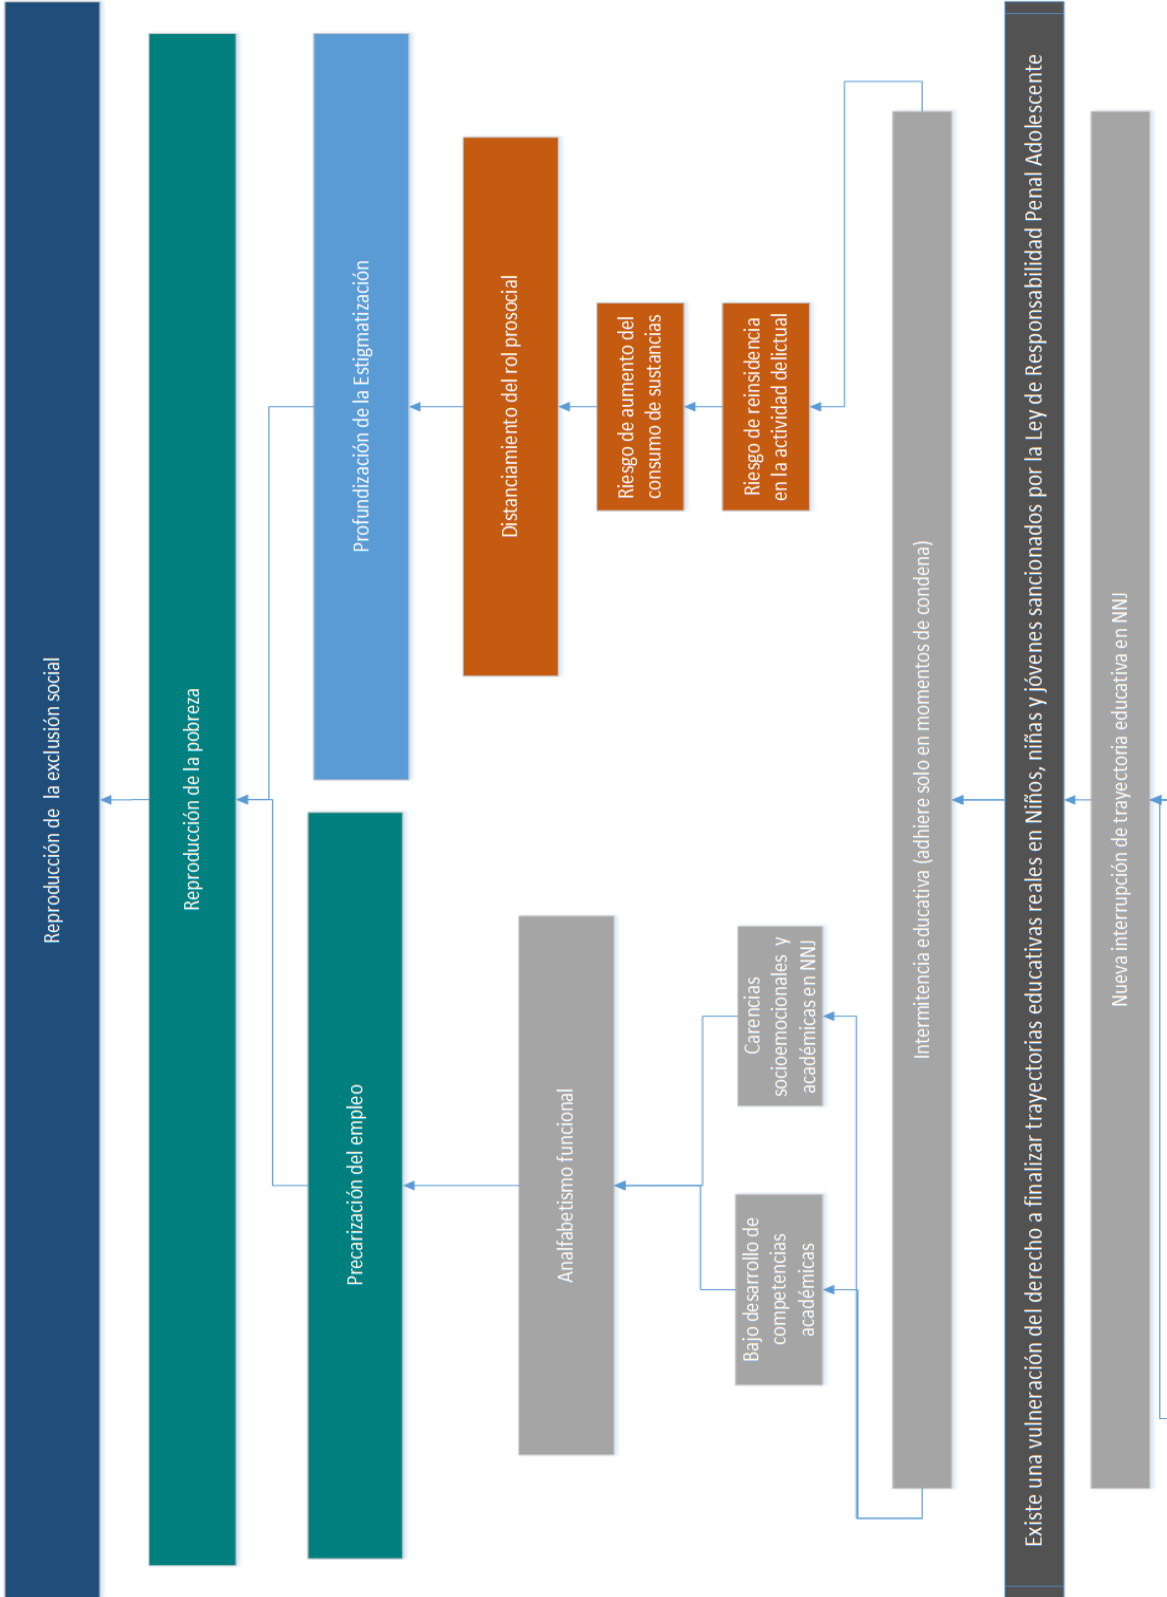 Reproducción de la exclusión social
Reproducción de la pobreza
Precarización del empleo
Profundización de la Estigmatización
Analfabetismo funcional
Distanciamiento del rol prosocial
Riesgo de aumento del
consumo de sustancias
Bajo desarrollo de
competencias
académicas
Carencias
socioemocionales y
académicas en NNJ
Riesgo de reinsidencia
en la actividad delictual
Intermitencia educativa (adhiere solo en momentos de condena)
Existe una vulneración del derecho a finalizar trayectorias educativas reales en Niños, niñas y jóvenes sancionados por la Ley de Responsabilidad Penal Adolescente
Nueva interrupción de trayectoria educativa en NNJ